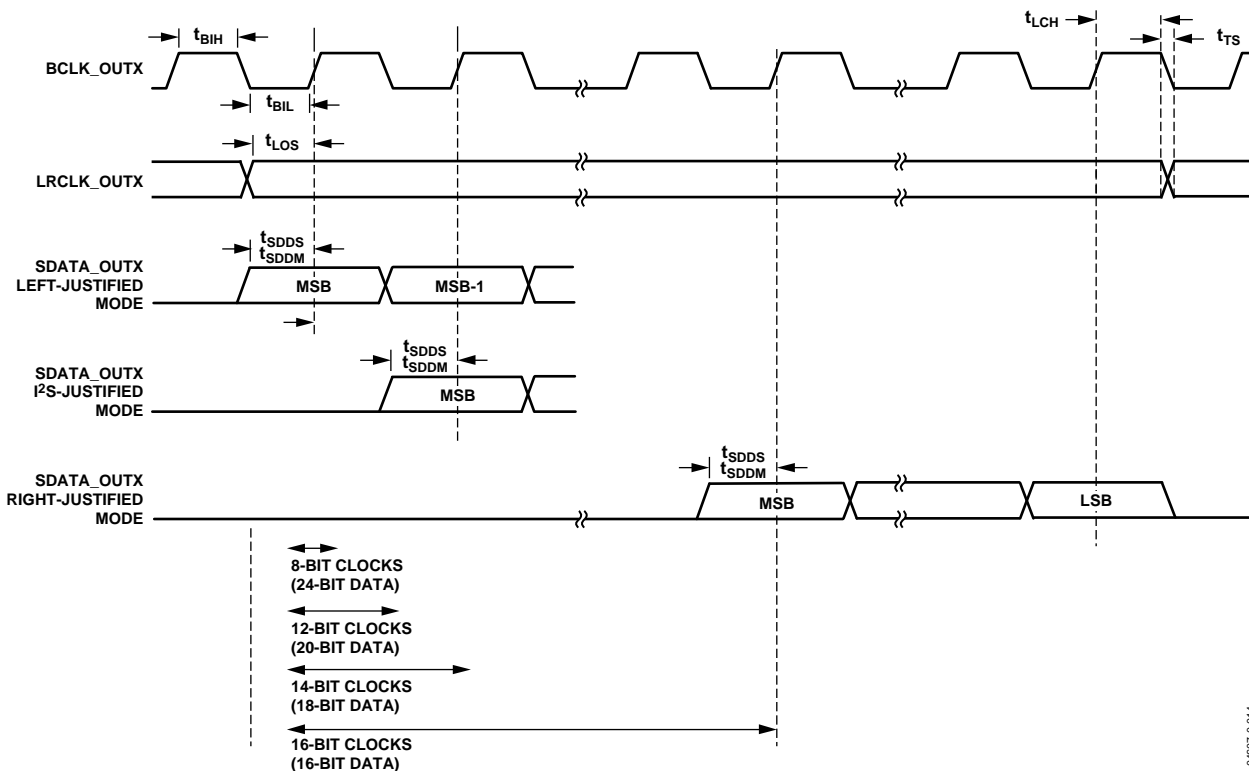 tBIH
tLCH
tTS
BCLK_OUTX
tBIL
tLOS
LRCLK_OUTX
tSDDS
tSDDM
SDATA_OUTX
LEFT-JUSTIFIED
MODE
MSB
MSB-1
tSDDS
tSDDM
SDATA_OUTX
I2S-JUSTIFIED
MODE
MSB
tSDDS
tSDDM
SDATA_OUTX
RIGHT-JUSTIFIED
MODE
MSB
LSB
8-BIT CLOCKS
(24-BIT DATA)
12-BIT CLOCKS
(20-BIT DATA)
14-BIT CLOCKS
(18-BIT DATA)
16-BIT CLOCKS
(16-BIT DATA)